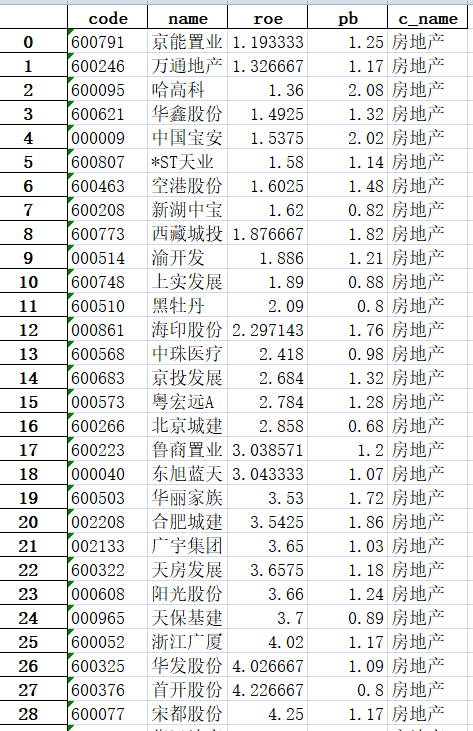 code name roe pb c_name
0 600791 京能置业 1.193333 1.25 房地产
1 600246 万通地产 1.326667 1.17 房地产
2 600095 哈高科 1.36 2.08 房地产
3 600621 华鑫股份 1.4925 1.32 房地产
4 000009 中国宝安 1.5375 2.02 房地产
5 600807 *ST天业 1.58 1.14 房地产
6 600463 空港股份 1.6025 1.48 房地产
7 600208 新湖中宝 1.62 0.82 房地产
8 600773 西藏城投 1.876667 1.82 房地产
9 000514 渝开发 1.886 1.21 房地产
10 600748 上实发展 1.89 0.88 房地产
11 600510 黑牡丹 2.09 0.8 房地产
12 000861 海印股份 2.297143 1.76 房地产
13 600568 中珠医疗 2.418 0.98 房地产
14 600683 京投发展 2.684 1.32 房地产
15 000573 粤宏远A 2.784 1.28 房地产
16 600266 北京城建 2.858 0.68 房地产
17 600223 鲁商置业 3.038571 1.2 房地产
18 000040 东旭蓝天 3.043333 1.07 房地产
19 600503 华丽家族 3.53 1.72 房地产
20 002208 合肥城建 3.5425 1.86 房地产
21 002133 广宇集团 3.65 1.03 房地产
22 600322 天房发展 3.6575 1.18 房地产
23 000608 阳光股份 3.66 1.24 房地产
24 000965 天保基建 3.7 0.89 房地产
25 600052 浙江广厦 4.02 1.17 房地产
26 600325 华发股份 4.026667 1.09 房地产
27 600376 首开股份 4.226667 0.8 房地产
28 600077 宋都股份 4.25 1.17 房地产